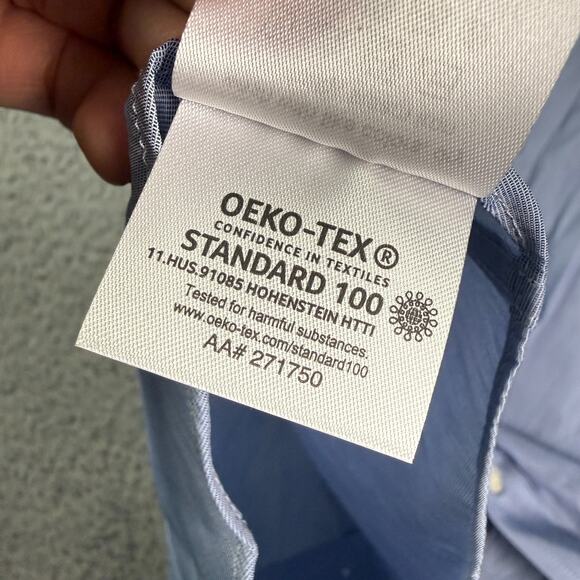 OEKO-TEX®
CONFIDENCE IN TEXTILES
STANDARD 100
11.HUS.91085 HOHENSTEIN HTTI
Tested for harmful substances.
www.oeko-tex.com/standard100
AA# 271750